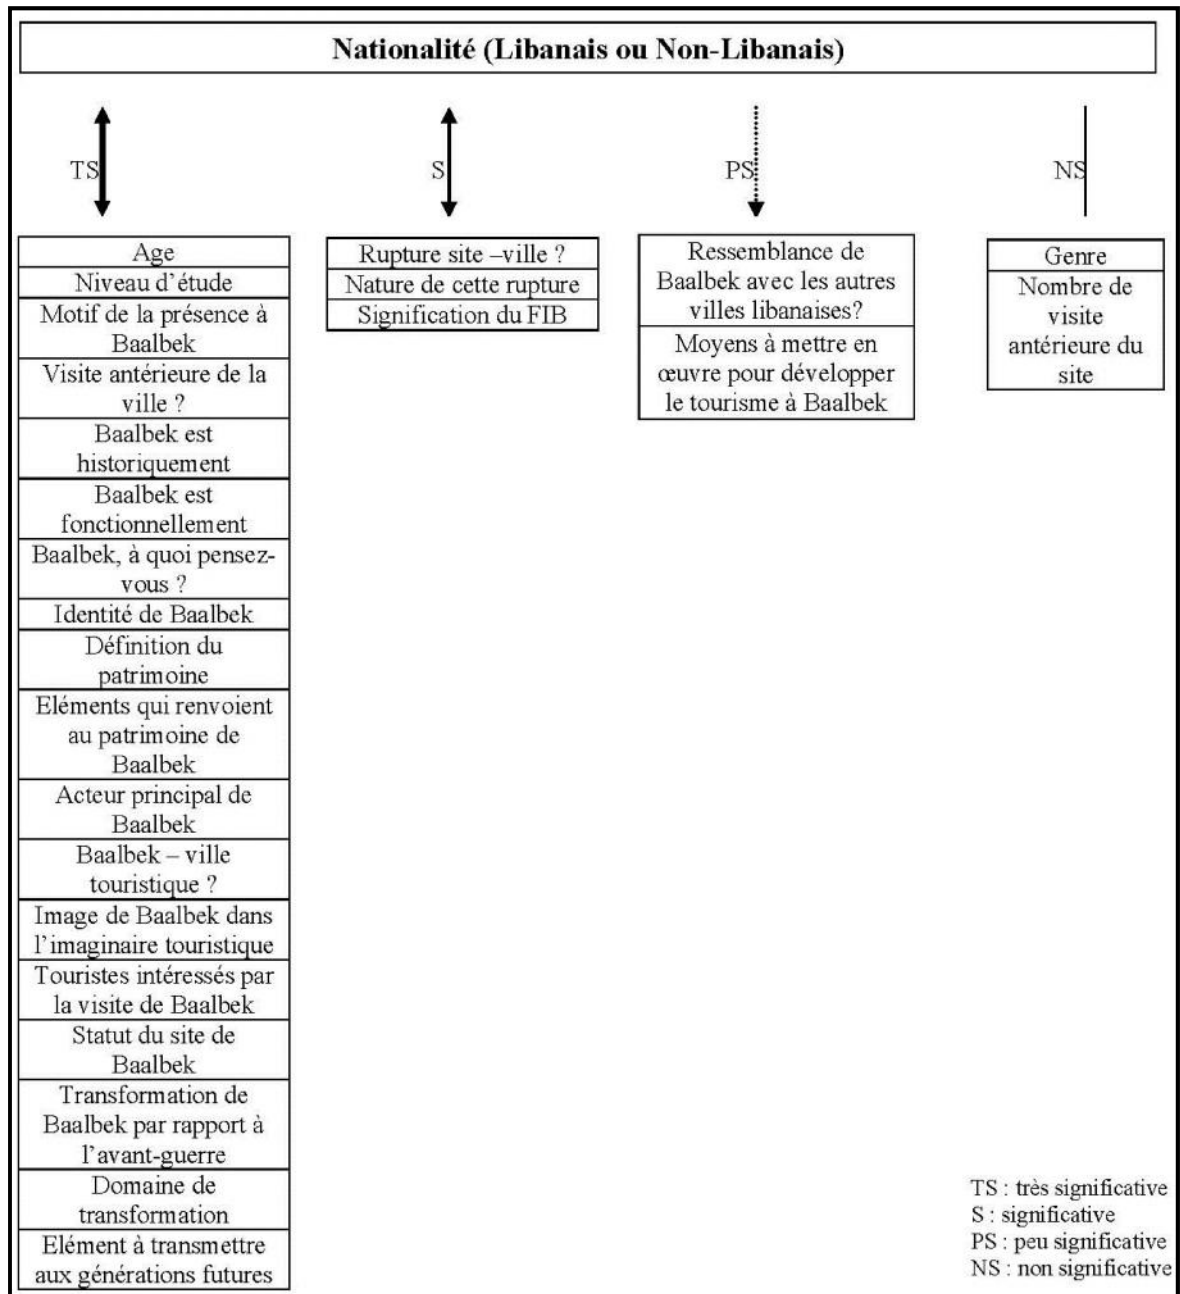 Nationalité (Libanais ou Non-Libanais)
TS
S
PS
NS
Age
Niveau d'étude
Motif de la présence à
Baalbek
Visite antérieure de la
ville ?
Baalbek est
historiquement
Baalbek est
fonctionnellement
Baalbek, à quoi pensez-
vous ?
Identité de Baalbek
Définition du
patrimoine
Eléments qui renvoient
au patrimoine de
Baalbek
Acteur principal de
Baalbek
Baalbek – ville
touristique ?
Image de Baalbek dans
l'imaginaire touristique
Touristes intéressés par
la visite de Baalbek
Statut du site de
Baalbek
Transformation de
Baalbek par rapport à
l'avant-guerre
Domaine de
transformation
Elément à transmettre
aux générations futures
Rupture site –ville ?
Nature de cette rupture
Signification du FIB
Ressemblance de
Baalbek avec les autres
villes libanaises?
Moyens à mettre en
œuvre pour développer
le tourisme à Baalbek
Genre
Nombre de
visite
antérieure du
site
TS : très significative
S : significative
PS : peu significative
NS : non significative